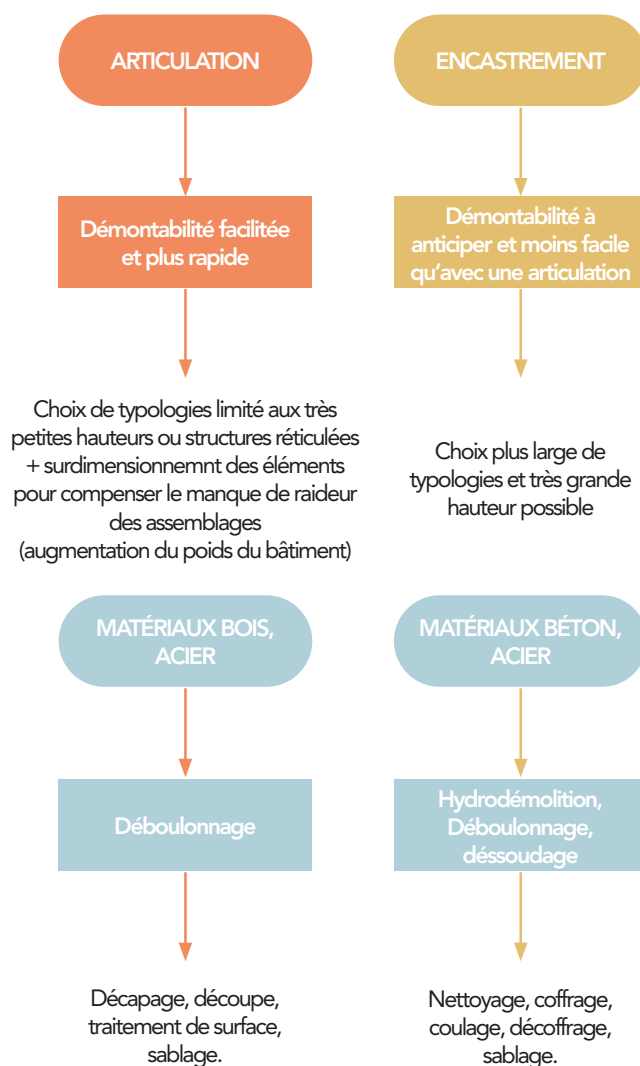 ARTICULATION
Démontabilité facilitée
et plus rapide
Choix de typologies limité aux très
petites hauteurs ou structures réticulées
+ surdimensionnemnt des éléments
pour compenser le manque de raideur
des assemblages
(augmentation du poids du bâtiment)
ENCASTREMENT
Démontabilité à
anticiper et moins facile
qu'avec une articulation
Choix plus large de
typologies et très grande
hauteur possible
MATÉRIAUX BOIS,
ACIER
Déboulonnage
Décapage, découpe,
traitement de surface,
sablage.
MATÉRIAUX BÉTON,
ACIER
Hydrodémolition,
Déboulonnage,
déssoudage
Nettoyage, coffrage,
coulage, décoffrage,
sablage.